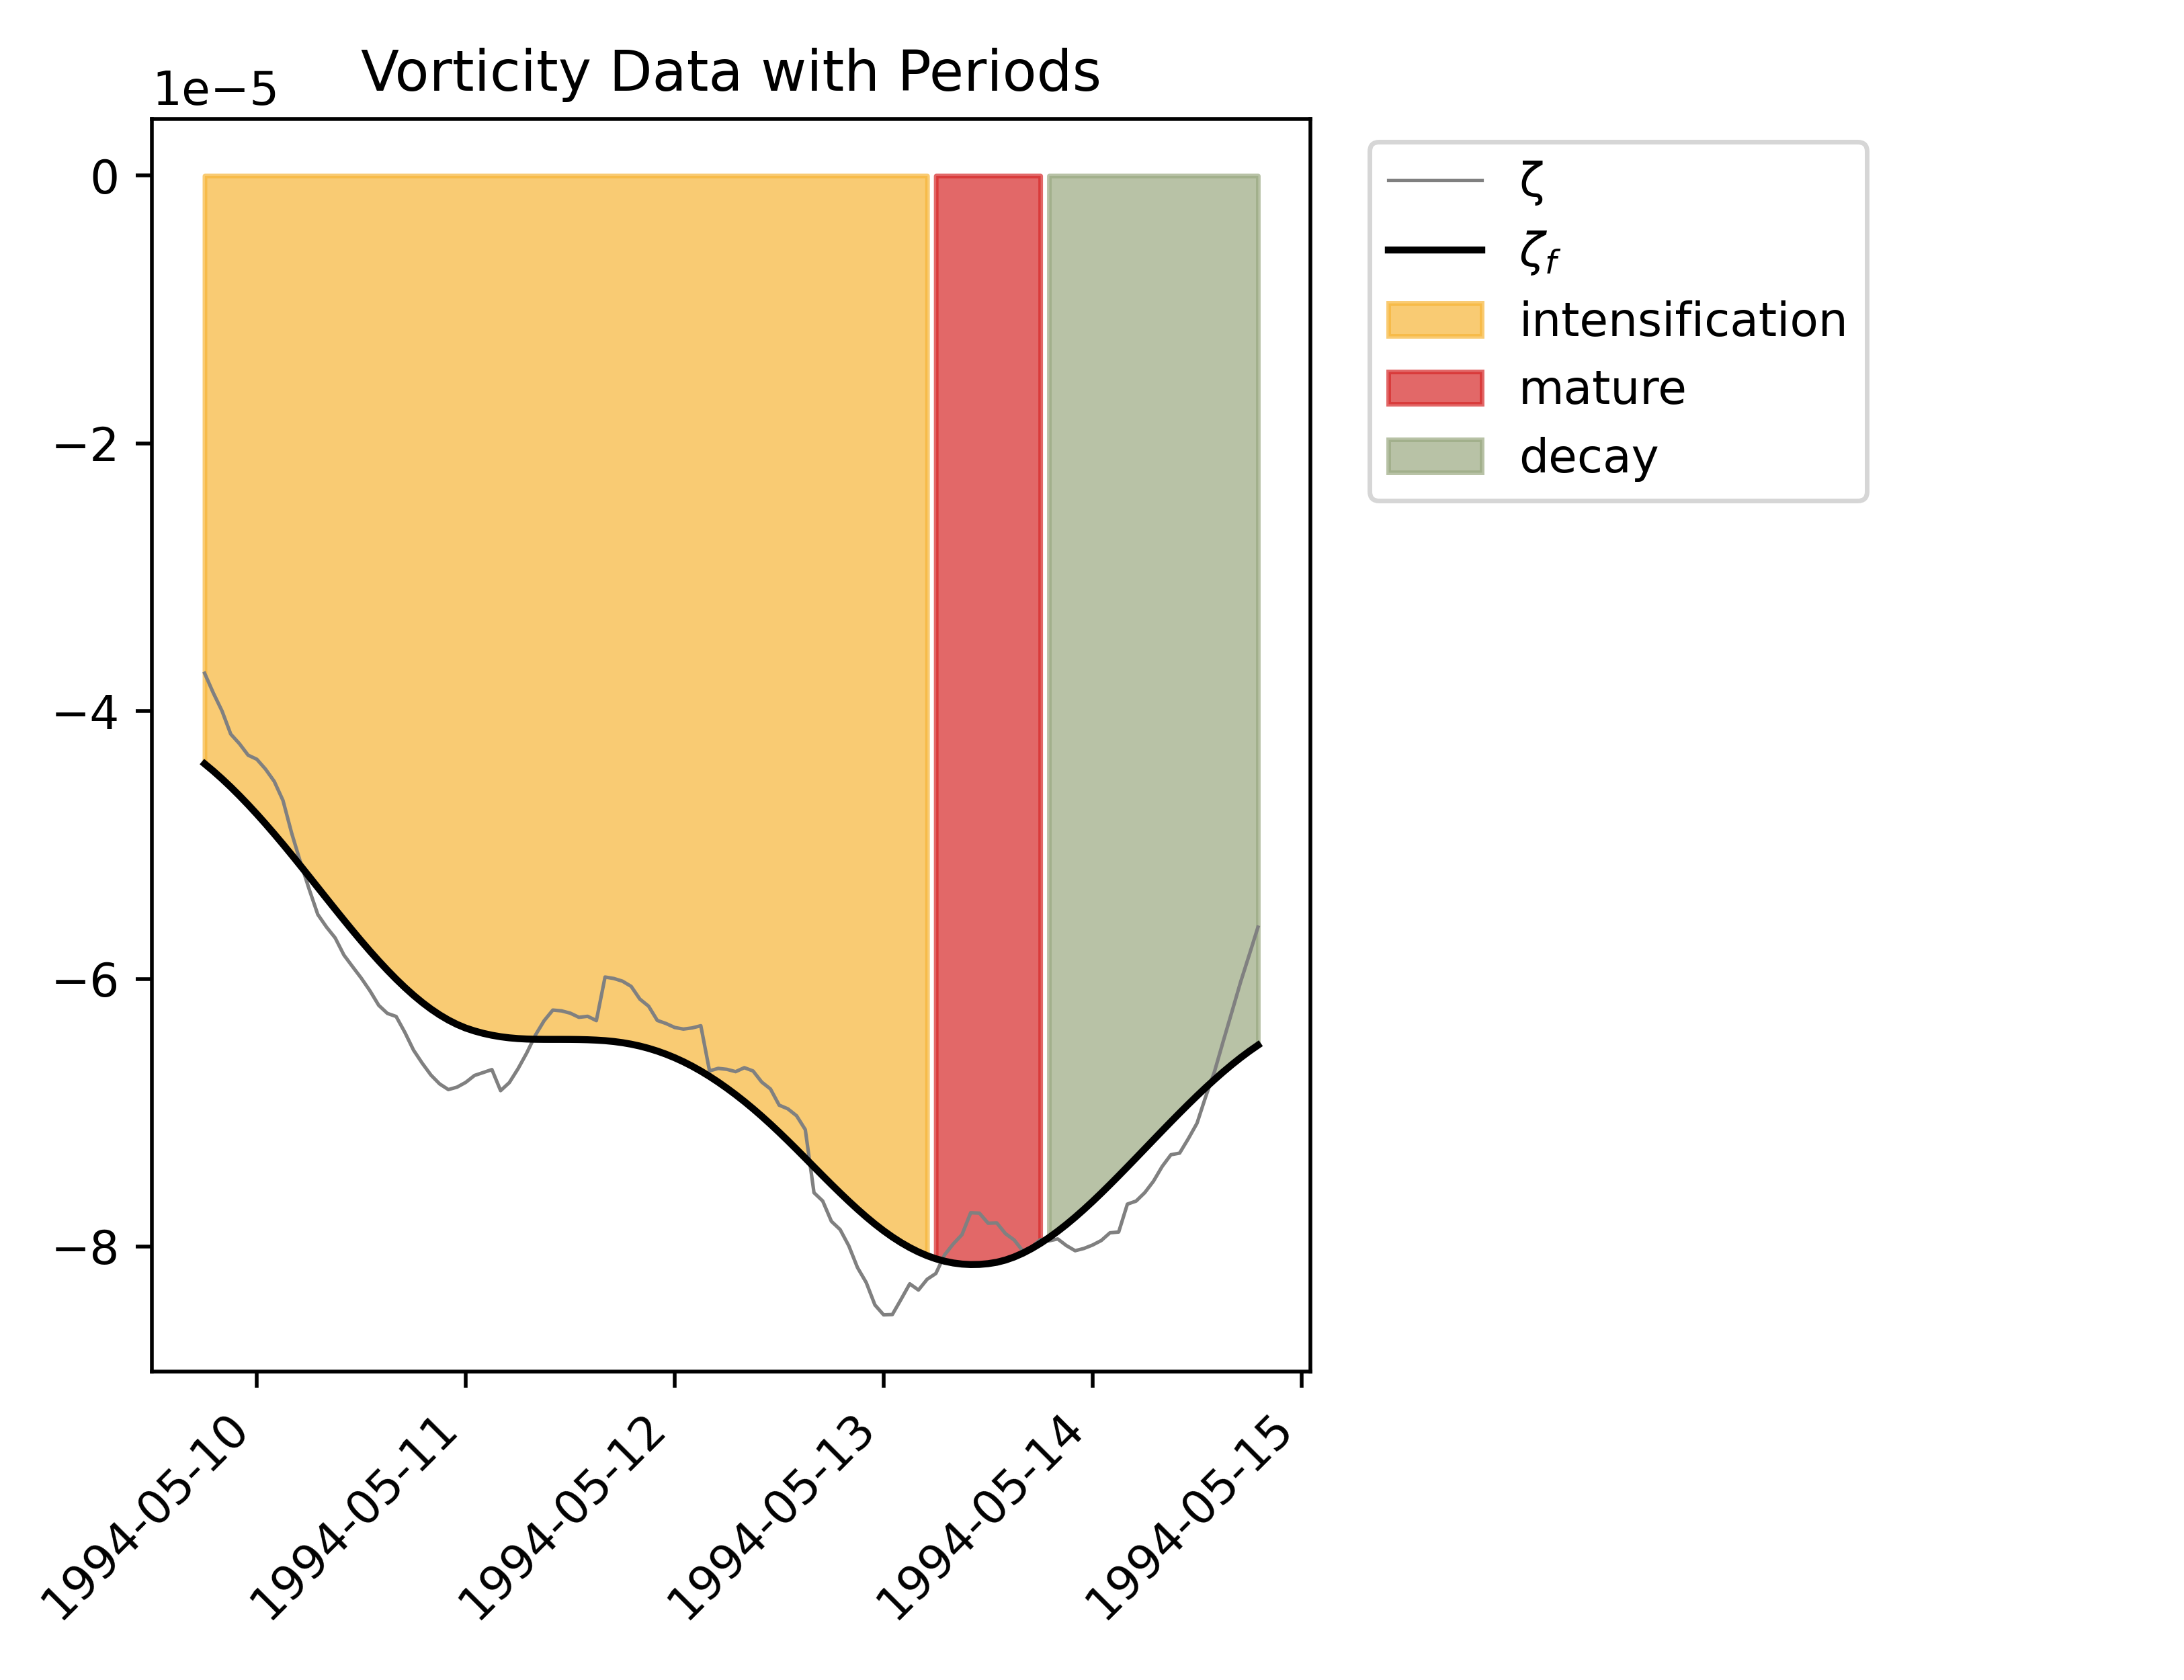 Vorticity Data with Periods
1e−5
0
−2
−4
−6
−8
1994-05-10
1994-05-11
1994-05-12
1994-05-13
1994-05-14
1994-05-15
ζ
ζf
intensification
mature
decay